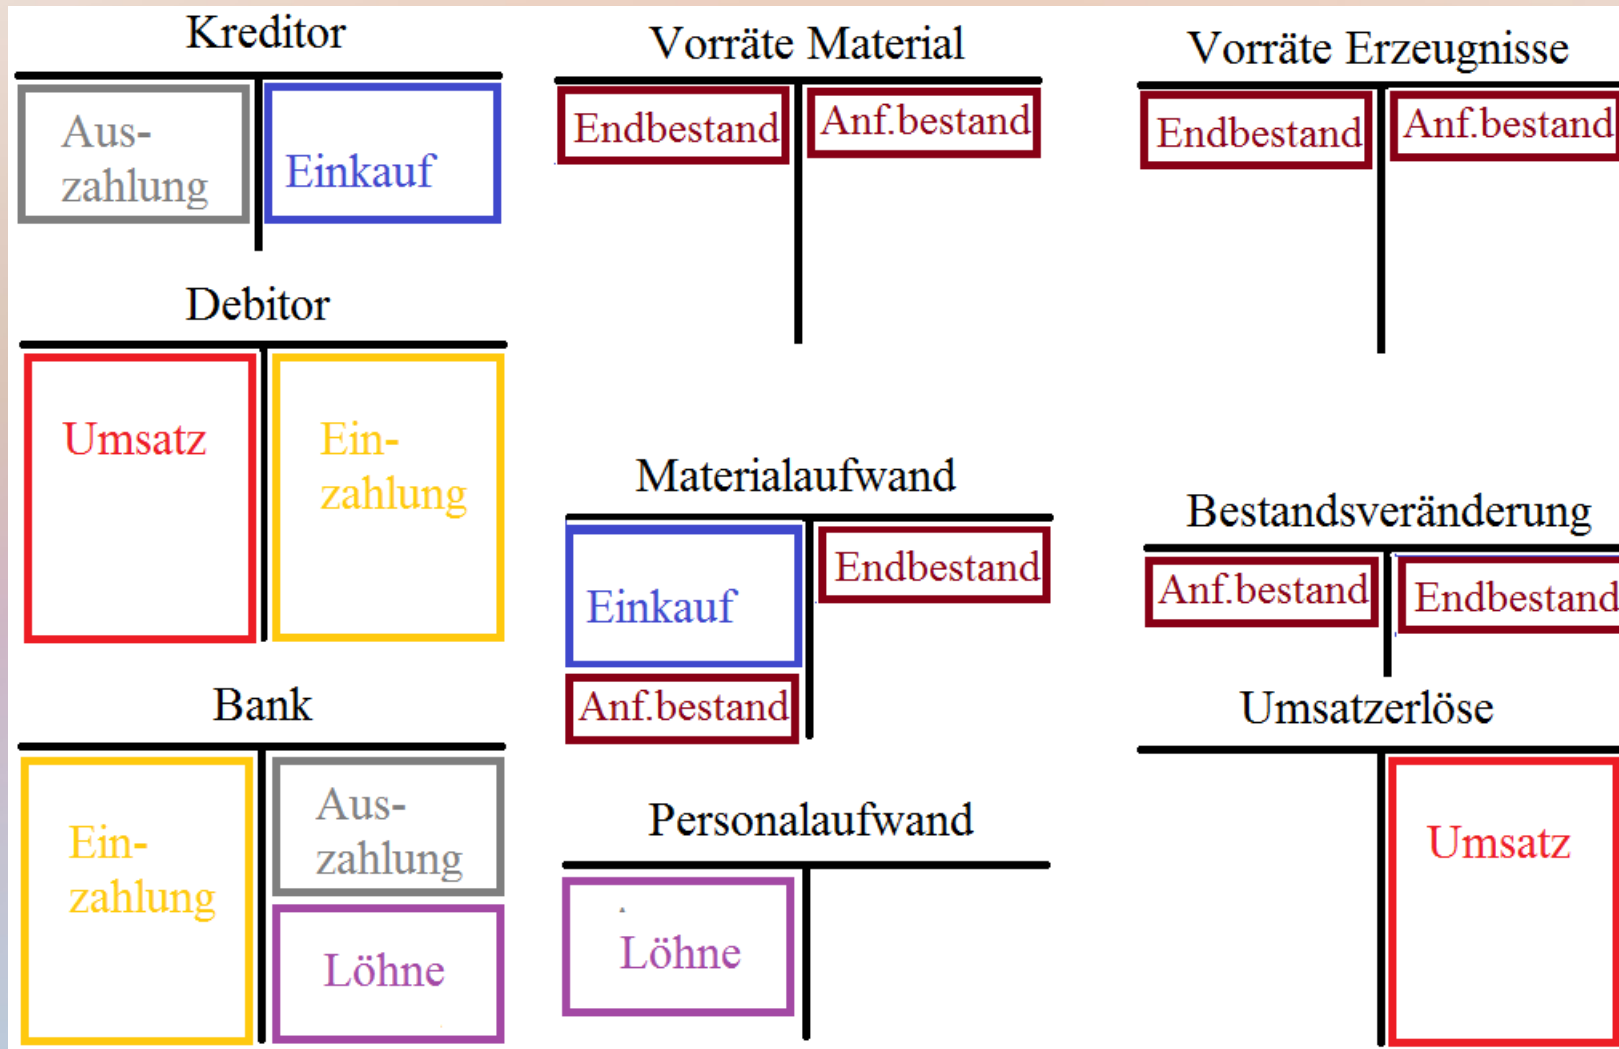 Kreditor
Aus-
zahlung
Einkauf
Debitor
Umsatz
Ein-
zahlung
Bank
Ein-
zahlung
Aus-
zahlung
Löhne
Vorräte Material
Endbestand
Anf.bestand
Materialaufwand
Einkauf
Anf.bestand
Endbestand
Personalaufwand
Löhne
Vorräte Erzeugnisse
Endbestand
Anf.bestand
Bestandsveränderung
Anf.bestand
Endbestand
Umsatzerlöse
Umsatz